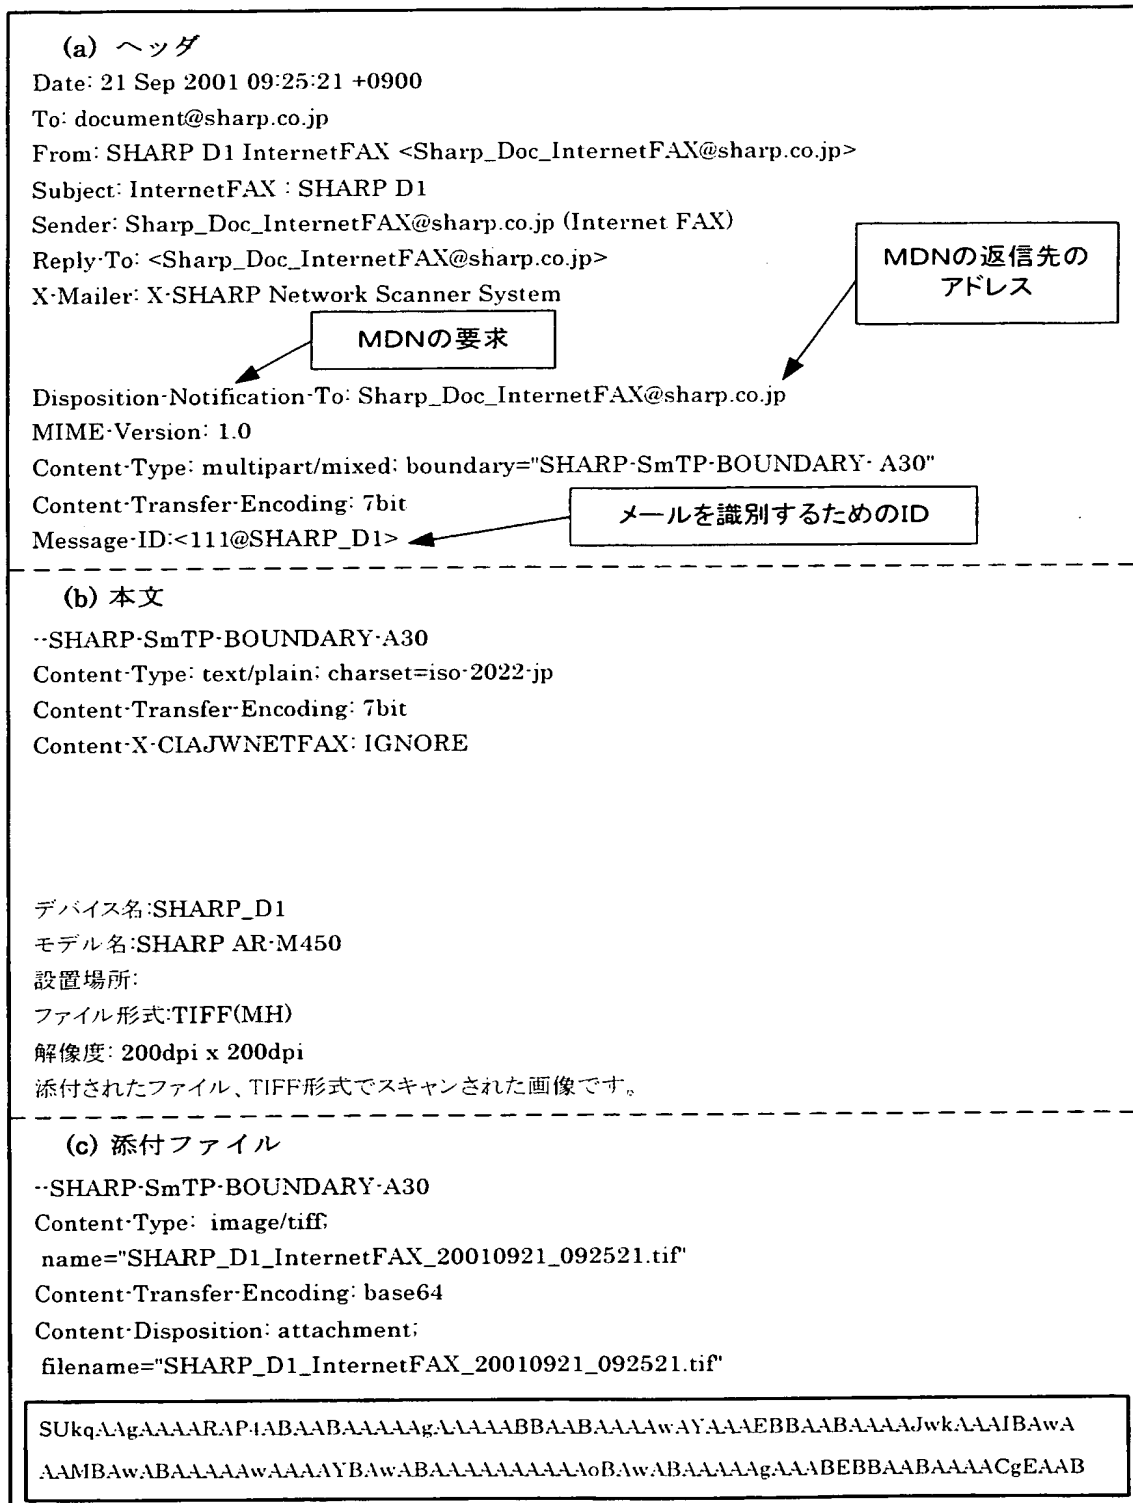 (a) ヘッダ
Date: 21 Sep 2001 09:25:21 +0900
To: document@sharp.co.jp
From: SHARP D1 InternetFAX <Sharp_Doc_InternetFAX@sharp.co.jp>
Subject: InternetFAX : SHARP D1
Sender: Sharp_Doc_InternetFAX@sharp.co.jp (Internet FAX)
Reply-To: <Sharp_Doc_InternetFAX@sharp.co.jp>
X-Mailer: X-SHARP Network Scanner System
MDNの返信先の
アドレス
MDNの要求
Disposition-Notification-To: Sharp_Doc_InternetFAX@sharp.co.jp
MIME-Version: 1.0
Content-Type: multipart/mixed; boundary="SHARP-SmTP-BOUNDARY- A30"
Content-Transfer-Encoding: 7bit
メールを識別するためのID
Message-ID:<111@SHARP_D1>
(b) 本文
--SHARP-SmTP-BOUNDARY-A30
Content-Type: text/plain; charset=iso-2022-jp
Content-Transfer-Encoding: 7bit
Content-X-CIAJWNETFAX: IGNORE
デバイス名:SHARP_D1
モデル名:SHARP AR-M450
設置場所:
ファイル形式:TIFF(MH)
解像度: 200dpi x 200dpi
添付されたファイル、TIFF形式でスキャンされた画像です。
(c) 添付ファイル
--SHARP-SmTP-BOUNDARY-A30
Content-Type: image/tiff;
name="SHARP_D1_InternetFAX_20010921_092521.tif"
Content-Transfer-Encoding: base64
Content-Disposition: attachment;
filename="SHARP_D1_InternetFAX_20010921_092521.tif"